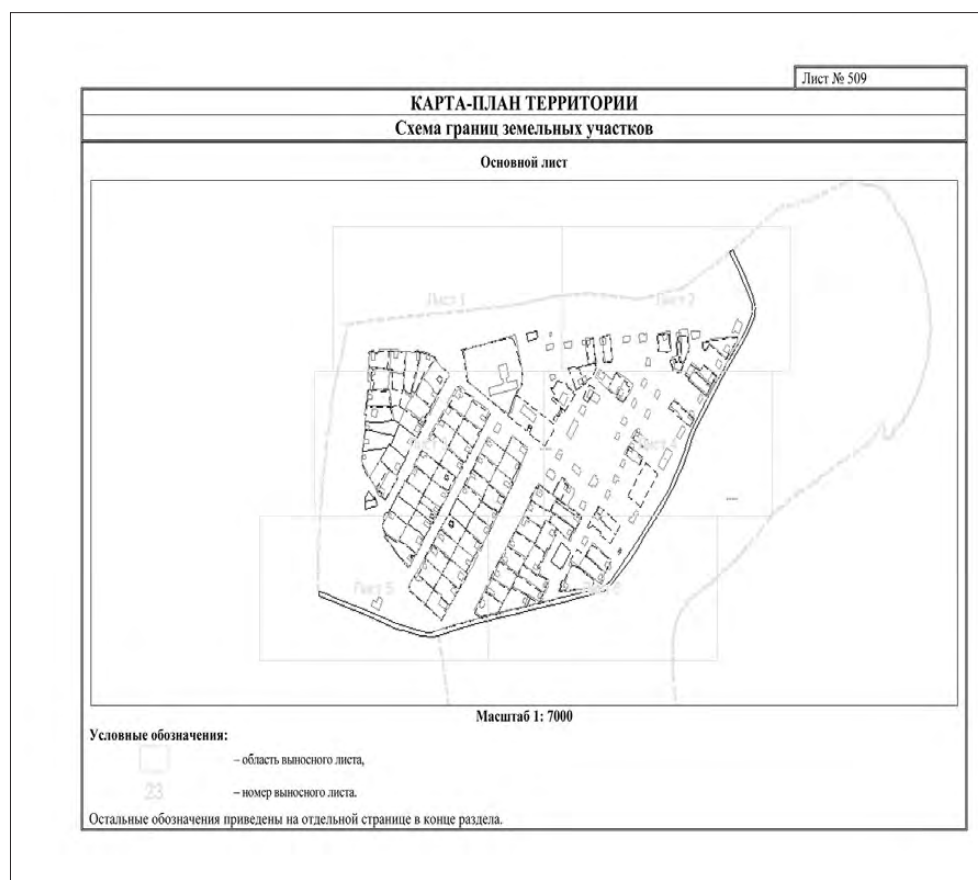 Лист № 509
КАРТА-ПЛАН ТЕРРИТОРИИ
Схема границ земельных участков
Основной лист
Лист 1
Лист 2
Лист 5
Масштаб 1: 7000
Условные обозначения:
– область выносного листа,
23
– номер выносного листа.
Остальные обозначения приведены на отдельной странице в конце раздела.